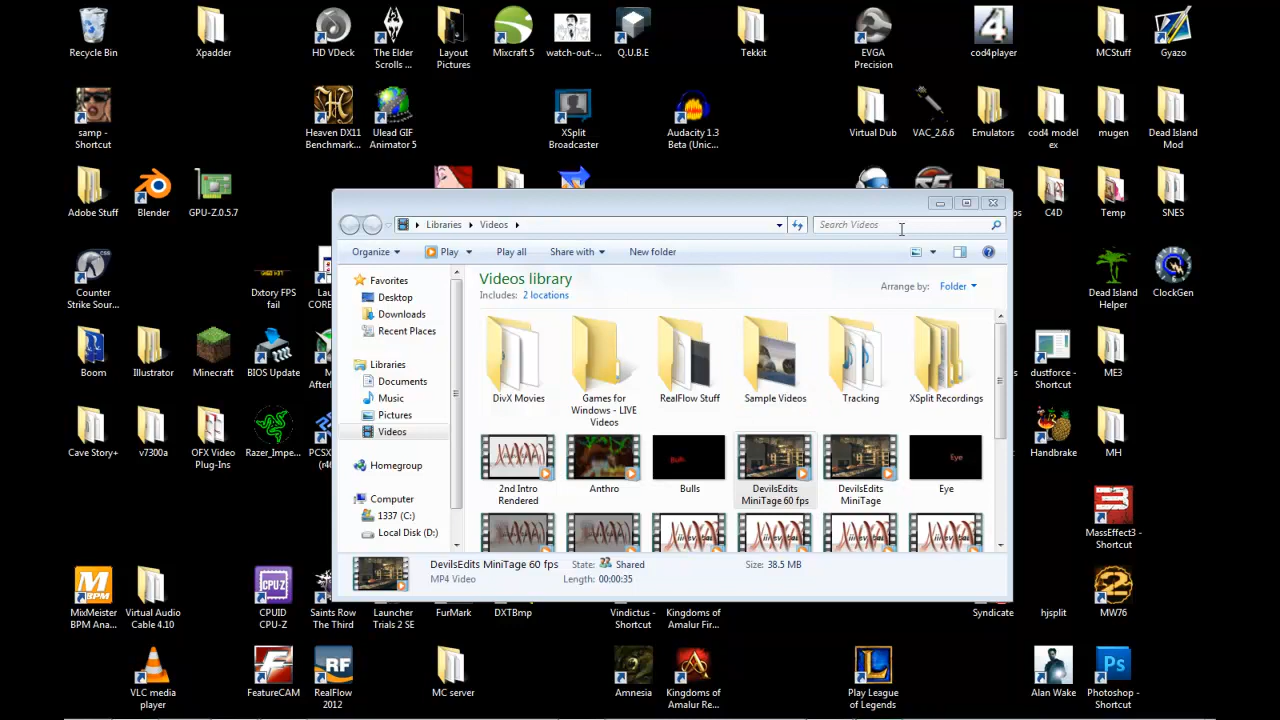 Recycle Bin
Xpadder
HD VDeck
The Elder
Scrolls ...
Layout
Pictures
Mixcraft 5
watch-out-...
Q.U.B.E
Tekkit
EVGA
Precision
cod4player
MCStuff
Gyazo
samp -
Shortcut
Heaven DX11
Benchmark...
Ulead GIF
Animator 5
XSplit
Broadcaster
Audacity 1.3
Beta (Unic...
Virtual Dub
VAC_2.6.6
Emulators
cod4 model
ex
mugen
Dead Island
Mod
Adobe Stuff
Blender
GPU-Z.0.5.7
C4D
Temp
SNES
Libraries
Videos
Search Videos
Organize
Play
Play all
Share with
New folder
Favorites
Desktop
Downloads
Recent Places
Libraries
Documents
Music
Pictures
Videos
Homegroup
Computer
1337 (C:)
Local Disk (D:)
Videos library
Includes: 2 locations
Arrange by: Folder
DivX Movies
Games for
Windows - LIVE
Videos
RealFlow Stuff
Sample Videos
Tracking
XSplit Recordings
2nd Intro
Rendered
Anthro
Bulls
DevilsEdits
MiniTage 60 fps
DevilsEdits
MiniTage
Eye
DevilsEdits MiniTage 60 fps
MP4 Video
State: Shared
Length: 00:00:35
Size: 38.5 MB
Counter
Strike Sour...
Dxtory FPS
fail
Dead Island
Helper
ClockGen
Boom
Illustrator
Minecraft
BIOS Update
dustforce -
Shortcut
ME3
Cave Story+
v7300a
OFX Video
Plug-Ins
Razer_Impe...
Handbrake
MH
MassEffect3 -
Shortcut
MixMeister
BPM Ana...
Virtual Audio
Cable 4.10
CPUID
CPU-Z
Saints Row
The Third
Launcher
Trials 2 SE
FurMark
DXTBmp
Vindictus -
Shortcut
Kingdoms of
Amalur Fir...
Syndicate
hjsplit
MW76
VLC media
player
FeatureCAM
RealFlow
2012
MC server
Amnesia
Kingdoms of
Amalur Re...
Play League
of Legends
Alan Wake
Photoshop -
Shortcut